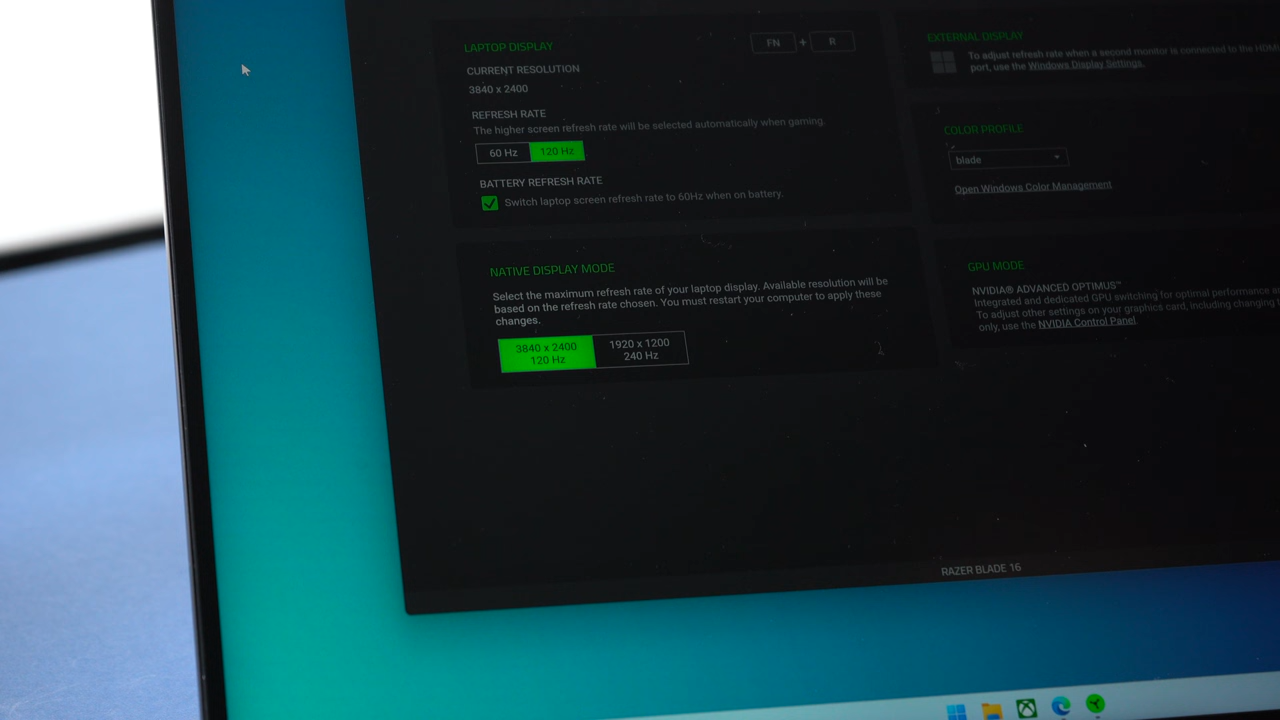 LAPTOP DISPLAY
FN + R
CURRENT RESOLUTION
3840 x 2400
REFRESH RATE
The higher screen refresh rate will be selected automatically when gaming.
60 Hz 120 Hz
BATTERY REFRESH RATE
Switch laptop screen refresh rate to 60Hz when on battery.
NATIVE DISPLAY MODE
Select the maximum refresh rate of your laptop display. Available resolution will be
based on the refresh rate chosen. You must restart your computer to apply these
changes.
3840 x 2400
120 Hz
1920 x 1200
240 Hz
EXTERNAL DISPLAY
To adjust refresh rate when a second monitor is connected to the HDMI
port, use the Windows Display Settings.
COLOR PROFILE
blade
Open Windows Color Management
GPU MODE
NVIDIA® ADVANCED OPTIMUS™
Integrated and dedicated GPU switching for optimal performance
To adjust other settings on your graphics card, including changing
only, use the NVIDIA Control Panel.
RAZER BLADE 16